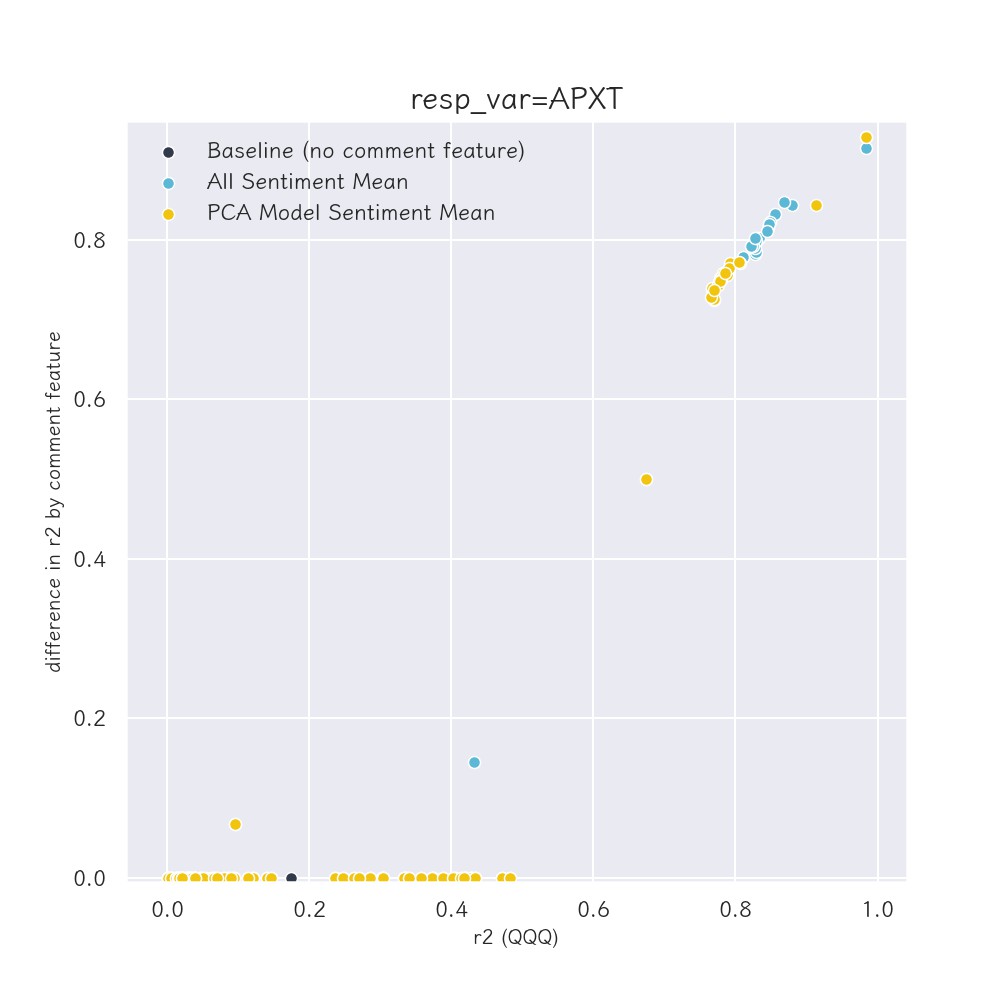 resp_var=APXT
Baseline (no comment feature)
All Sentiment Mean
PCA Model Sentiment Mean
difference in r2 by comment feature
0.8
0.6
0.4
0.2
0.0
0.0 0.2 0.4 0.6 0.8 1.0
r2 (QQQ)